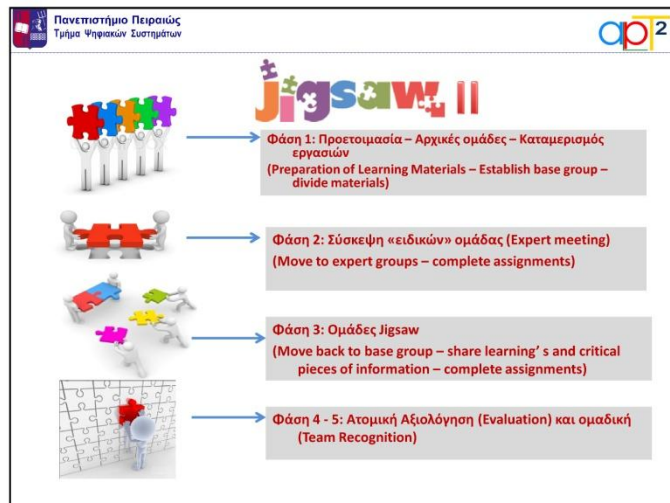 Πανεπιστήμιο Πειραιώς
Τμήμα Ψηφιακών Συστημάτων
apT2
jigsaw II
Φάση 1: Προετοιμασία – Αρχικές ομάδες – Καταμερισμός
εργασιών
(Preparation of Learning Materials – Establish base group –
divide materials)
Φάση 2: Σύσκεψη «ειδικών» ομάδας (Expert meeting)
(Move to expert groups – complete assignments)
Φάση 3: Ομάδες Jigsaw
(Move back to base group – share learning’ s and critical
pieces of information – complete assignments)
Φάση 4 - 5: Ατομική Αξιολόγηση (Evaluation) και ομαδική
(Team Recognition)